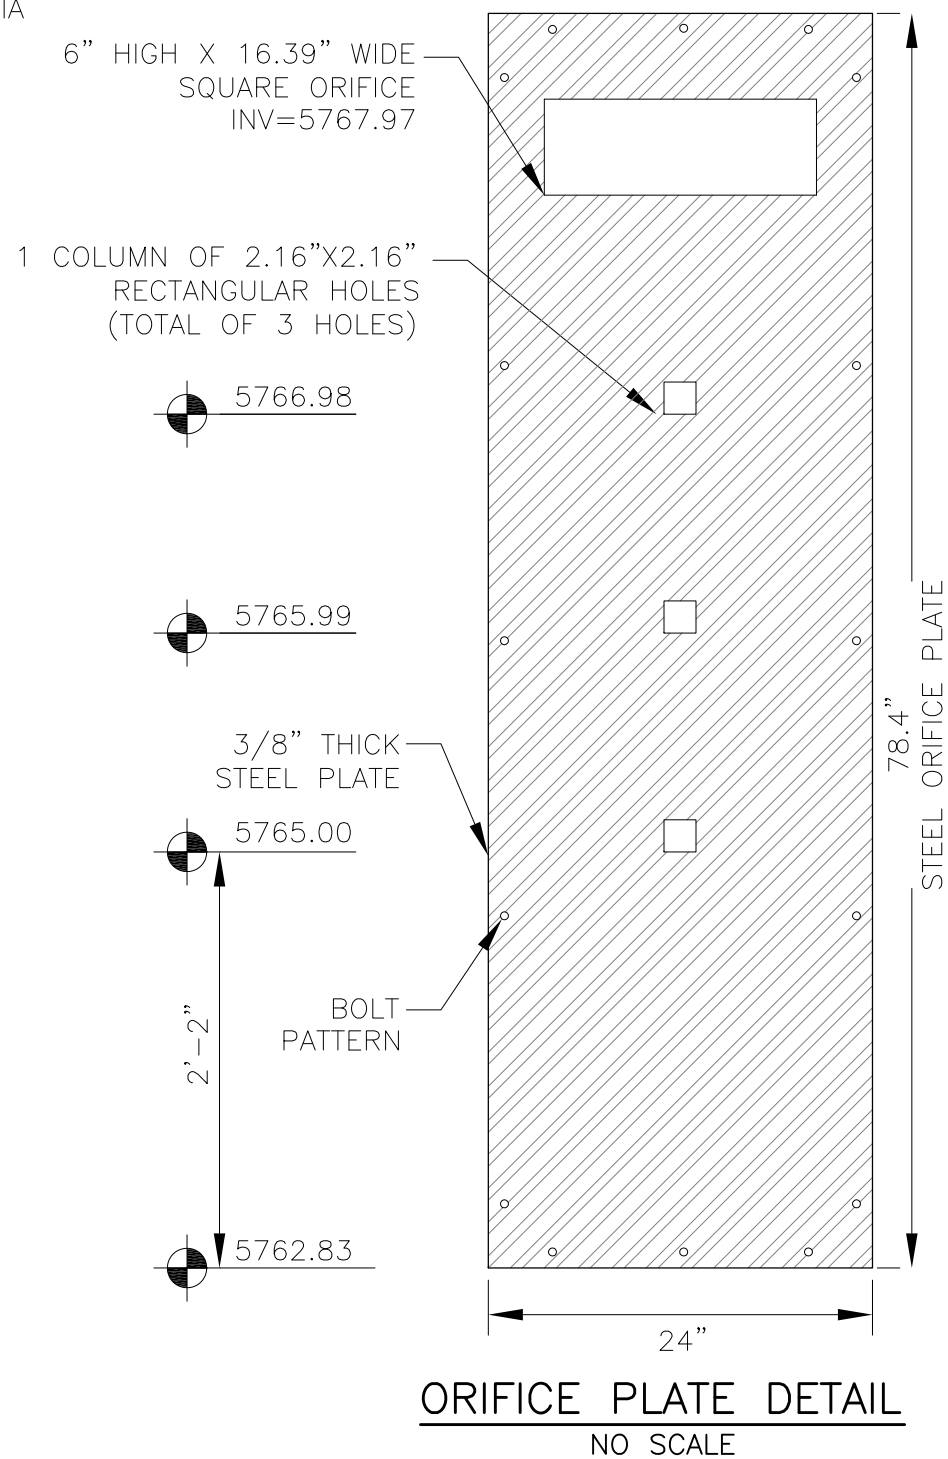 IA
6” HIGH X 16.39” WIDE
SQUARE ORIFICE
INV=5767.97
1 COLUMN OF 2.16”X2.16”
RECTANGULAR HOLES
(TOTAL OF 3 HOLES)
5766.98
5765.99
3/8” THICK
STEEL PLATE
5765.00
78.4”
STEEL ORIFICE PLATE
2’-2”
BOLT
PATTERN
5762.83
24”
ORIFICE PLATE DETAIL
NO SCALE